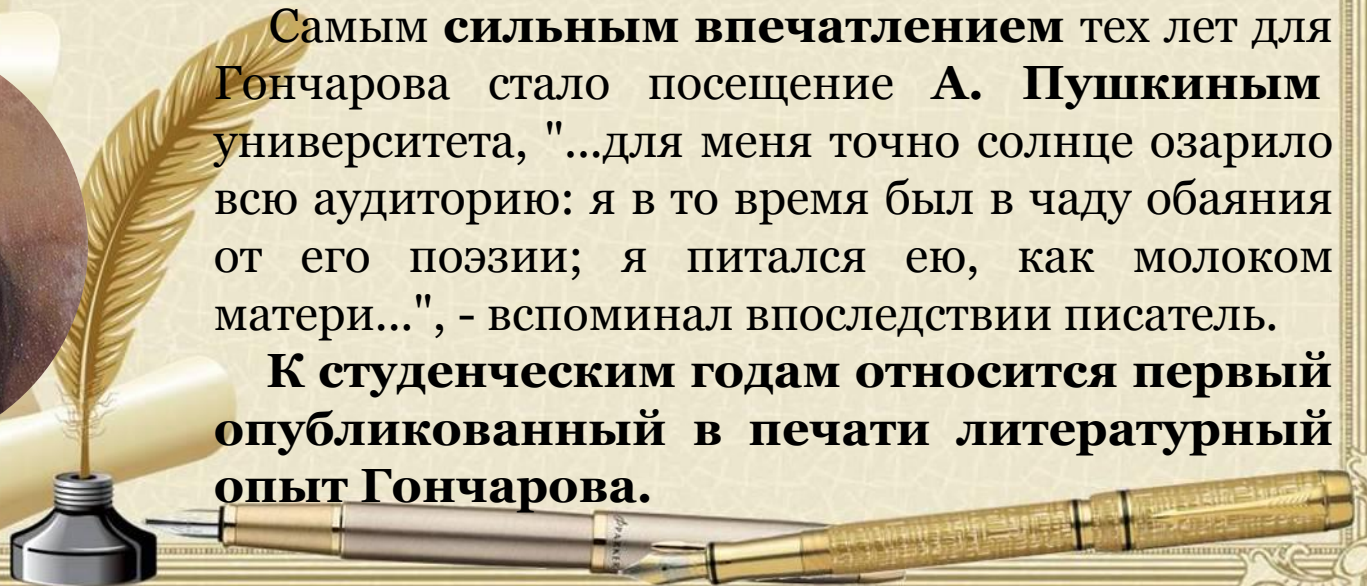 Самым сильным впечатлением тех лет для
Гончарова стало посещение А. Пушкиным
университета, "...для меня точно солнце озарило
всю аудиторию: я в то время был в чаду обаяния
от его поэзии; я питался ею, как молоком
матери...", - вспоминал впоследствии писатель.
К студенческим годам относится первый
опубликованный в печати литературный
опыт Гончарова.
PARKER